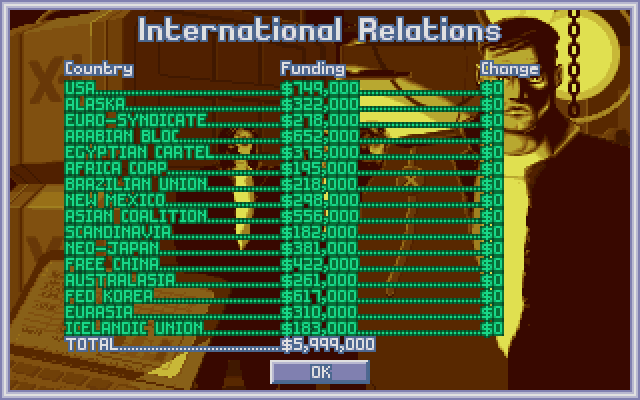 International Relations
Country Funding Change
USA........$749,000........$0
ALASKA........$322,000........$0
EURO-SYNDICATE........$278,000........$0
ARABIAN BLOC........$652,000........$0
EGYPTIAN CARTEL........$375,000........$0
AFRICA CORP........$195,000........$0
BRAZILIAN UNION........$218,000........$0
NEW MEXICO........$298,000........$0
ASIAN COALITION........$556,000........$0
SCANDINAVIA........$182,000........$0
NEO-JAPAN........$381,000........$0
FREE CHINA........$422,000........$0
AUSTRALASIA........$261,000........$0
FED KOREA........$617,000........$0
EURASIA........$310,000........$0
ICELANDIC UNION........$183,000........$0
TOTAL........$5,999,000
OK